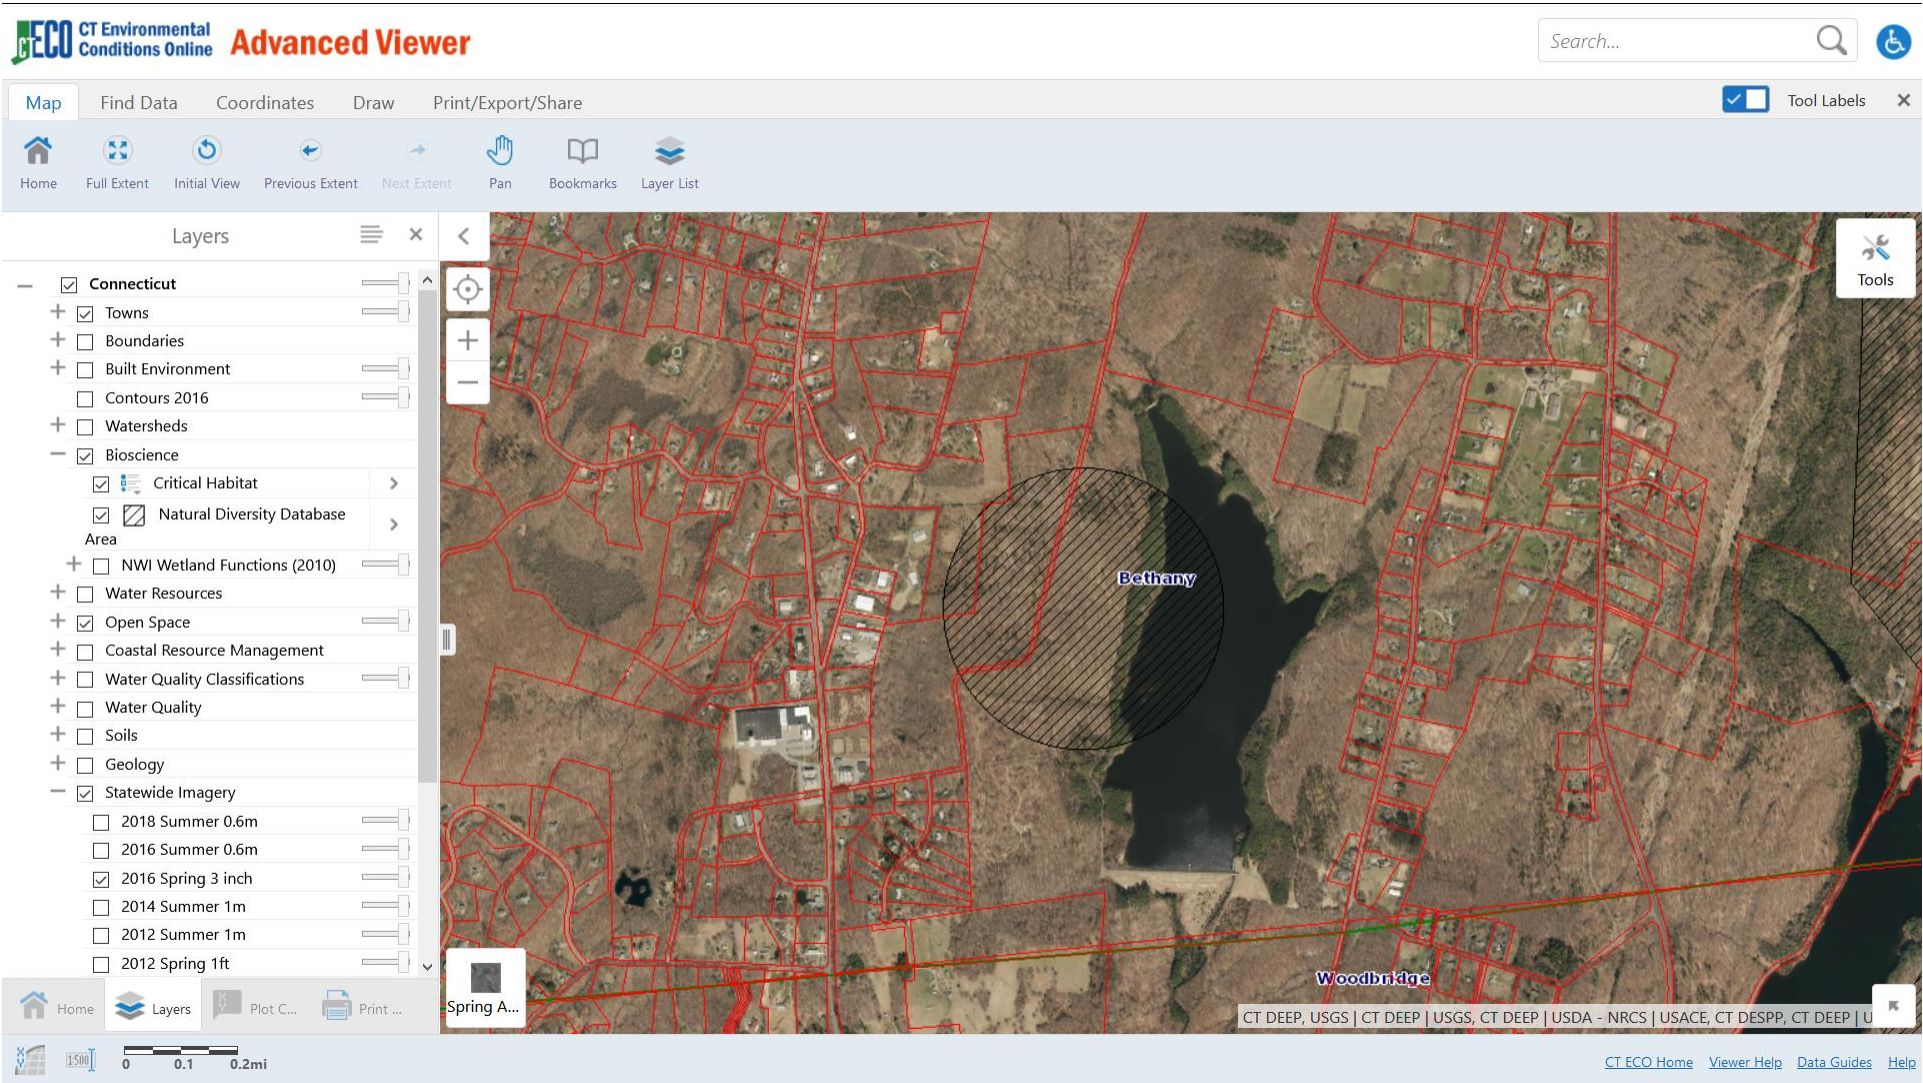 CT ECO CT Environmental Conditions Online Advanced Viewer
Search...
Map Find Data Coordinates Draw Print/Export/Share
Tool Labels
Home Full Extent Initial View Previous Extent Next Extent Pan Bookmarks Layer List
Layers
Tools
Connecticut
Towns
Boundaries
Built Environment
Contours 2016
Watersheds
Bioscience
Critical Habitat
Natural Diversity Database
Area
NWI Wetland Functions (2010)
Water Resources
Open Space
Coastal Resource Management
Water Quality Classifications
Water Quality
Soils
Geology
Statewide Imagery
2018 Summer 0.6m
2016 Summer 0.6m
2016 Spring 3 inch
2014 Summer 1m
2012 Summer 1m
2012 Spring 1ft
Bethany
Woodbridge
Spring A...
CT DEEP, USGS | CT DEEP | USGS, CT DEEP | USDA - NRCS | USACE, CT DESPP, CT DEEP | U
Home Layers Plot C... Print ...
1:500
0 0.1 0.2mi
CT ECO Home Viewer Help Data Guides Help